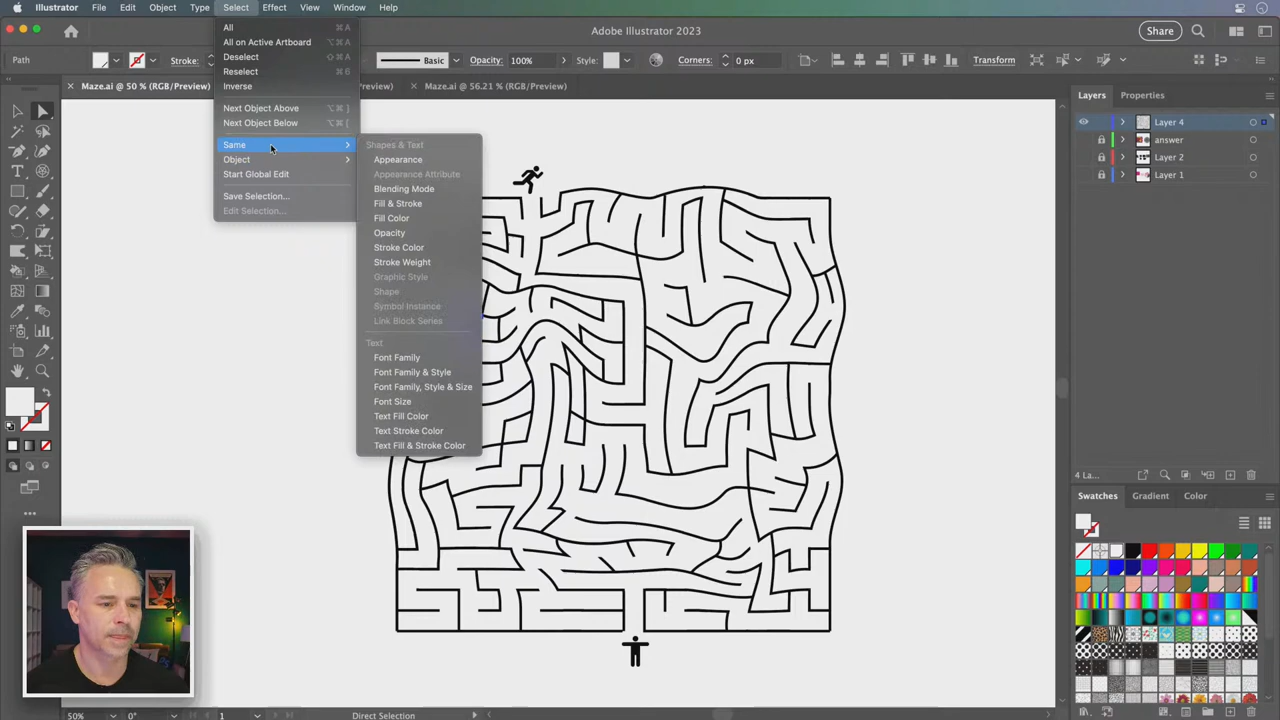 Illustrator File Edit Object Type Select Effect View Window Help
Adobe Illustrator 2023
Share
Path
Stroke:
Basic
Opacity: 100%
Style:
Corners: 0 px
Transform
Maze.ai @ 50 % (RGB/Preview)
/Preview)
Maze.ai @ 56.21 % (RGB/Preview)
All ⌘A
All on Active Artboard ⌥⌘A
Deselect ⇧⌘A
Reselect ⌘6
Inverse
Next Object Above ⌥⌘]
Next Object Below ⌥⌘[
Same
Object
Start Global Edit
Save Selection...
Edit Selection...
Shapes & Text
Appearance
Appearance Attribute
Blending Mode
Fill & Stroke
Fill Color
Opacity
Stroke Color
Stroke Weight
Graphic Style
Shape
Symbol Instance
Link Block Series
Text
Font Family
Font Family & Style
Font Family, Style & Size
Font Size
Text Fill Color
Text Stroke Color
Text Fill & Stroke Color
Layers Properties
Layer 4
answer
Layer 2
Layer 1
4 La...
Swatches Gradient Color
50% 0° 1 Direct Selection